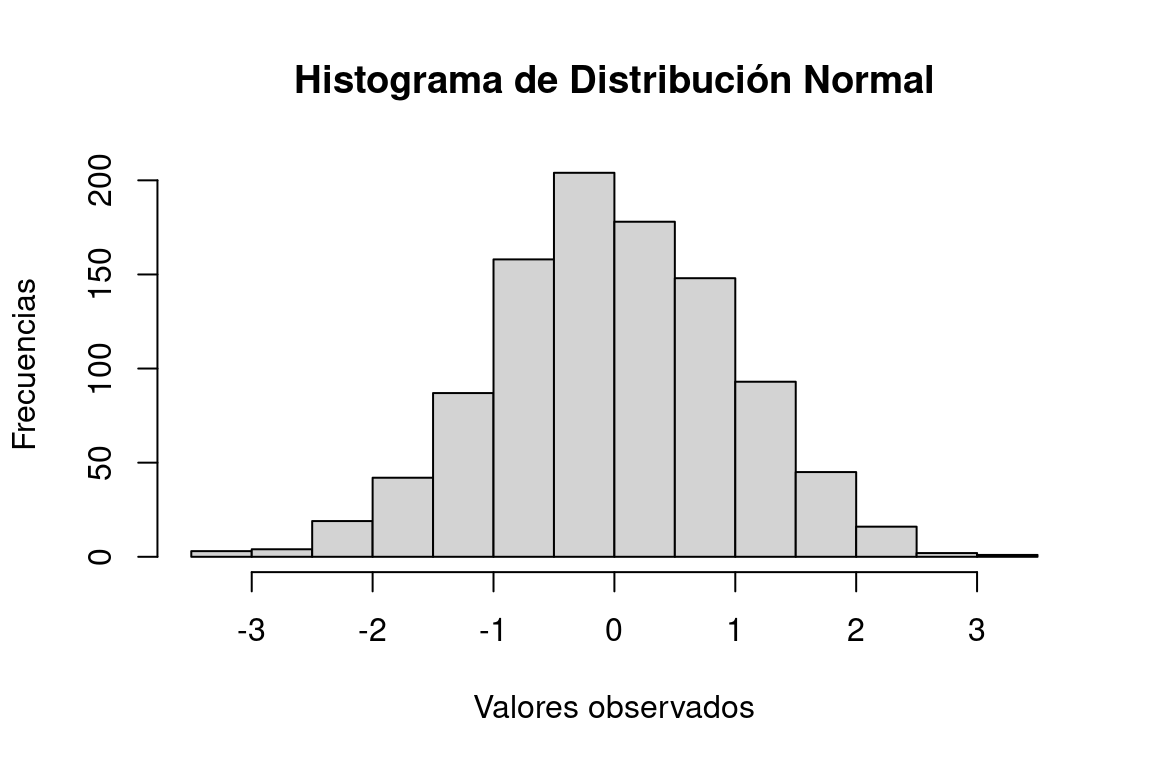 Histograma de Distribución Normal
Frecuencias
200
150
100
50
0
-3 -2 -1 0 1 2 3
Valores observados